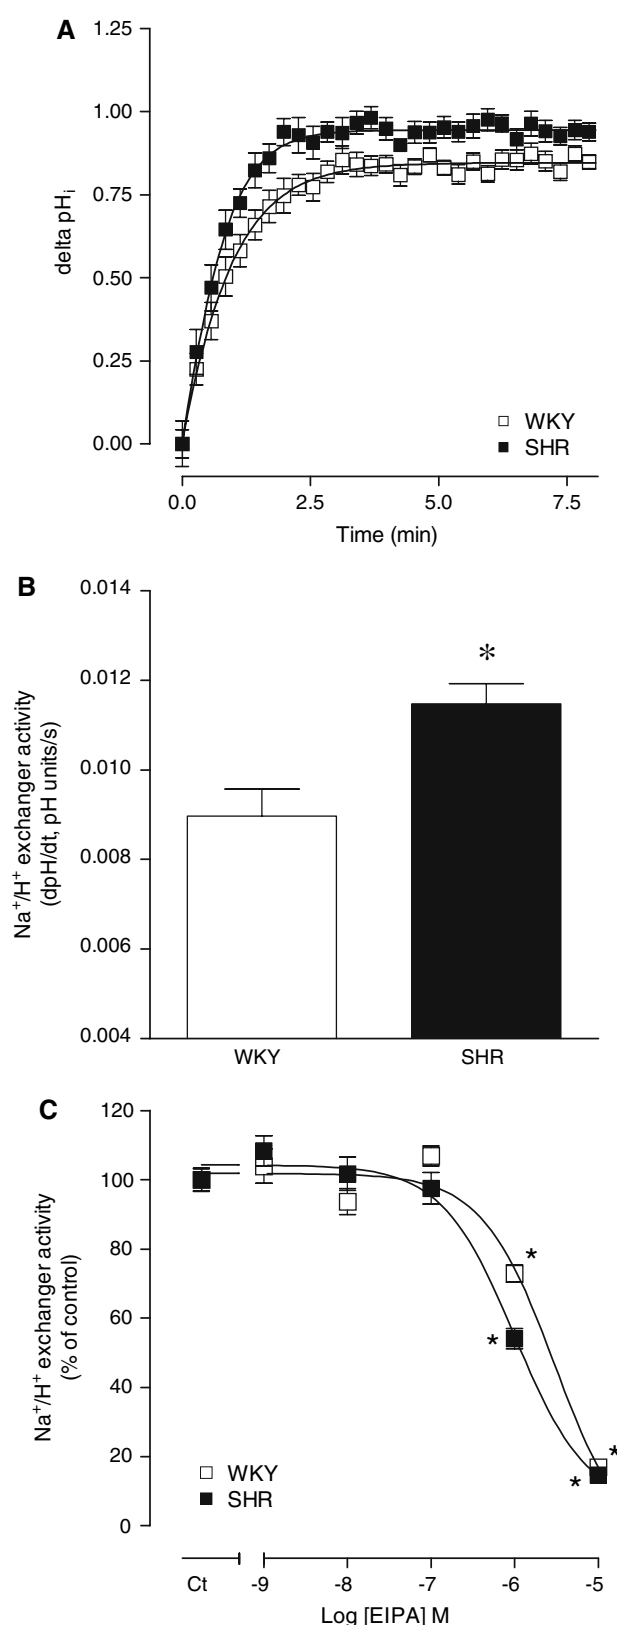 A
1.25
1.00
0.75
0.50
0.25
0.00
delta pHi
WKY
SHR
0.0 2.5 5.0 7.5
Time (min)
B
0.014
0.012
0.010
0.008
0.006
0.004
Na+/H+ exchanger activity
(dpH/dt, pH units/s)
*
WKY SHR
C
120
100
80
60
40
20
0
Na+/H+ exchanger activity
(% of control)
*
*
*
*
WKY
SHR
Ct -9 -8 -7 -6 -5
Log [EIPA] M